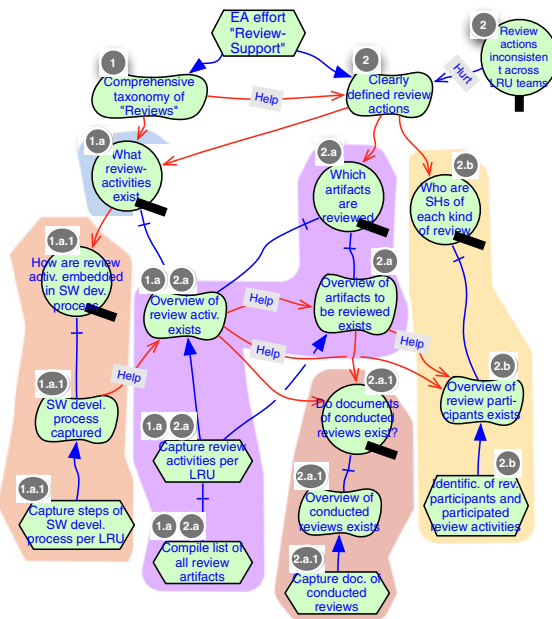 EA effort
"Review-
Support"
2
Review
actions
inconsisten
t across
LRU teams
Hurt
1
Comprehensive
taxonomy of
"Reviews"
Help
2
Clearly
defined review
actions
1.a
What
review-
activities
exist
2.a
Which
artifacts
are
reviewed
2.b
Who are
SHs of
each kind
of review
1.a.1
How are review
activ. embedded
in SW dev.
process
1.a 2.a
Overview of
review activ.
exists
Help
2.a
Overview of
artifacts to
be reviewed
exists
Help
Help
Help
1.a.1
SW devel.
process
captured
2.a.1
Do documents
of conducted
reviews exist?
2.b
Overview of
review parti-
cipants exists
1.a 2.a
Capture review
activities per
LRU
2.a.1
Overview of
conducted
reviews exists
2.b
Identific. of rev.
participants and
participated
review activities
1.a.1
Capture steps of
SW devel.
process per LRU
1.a 2.a
Compile list of
all review
artifacts
2.a.1
Capture doc. of
conducted
reviews